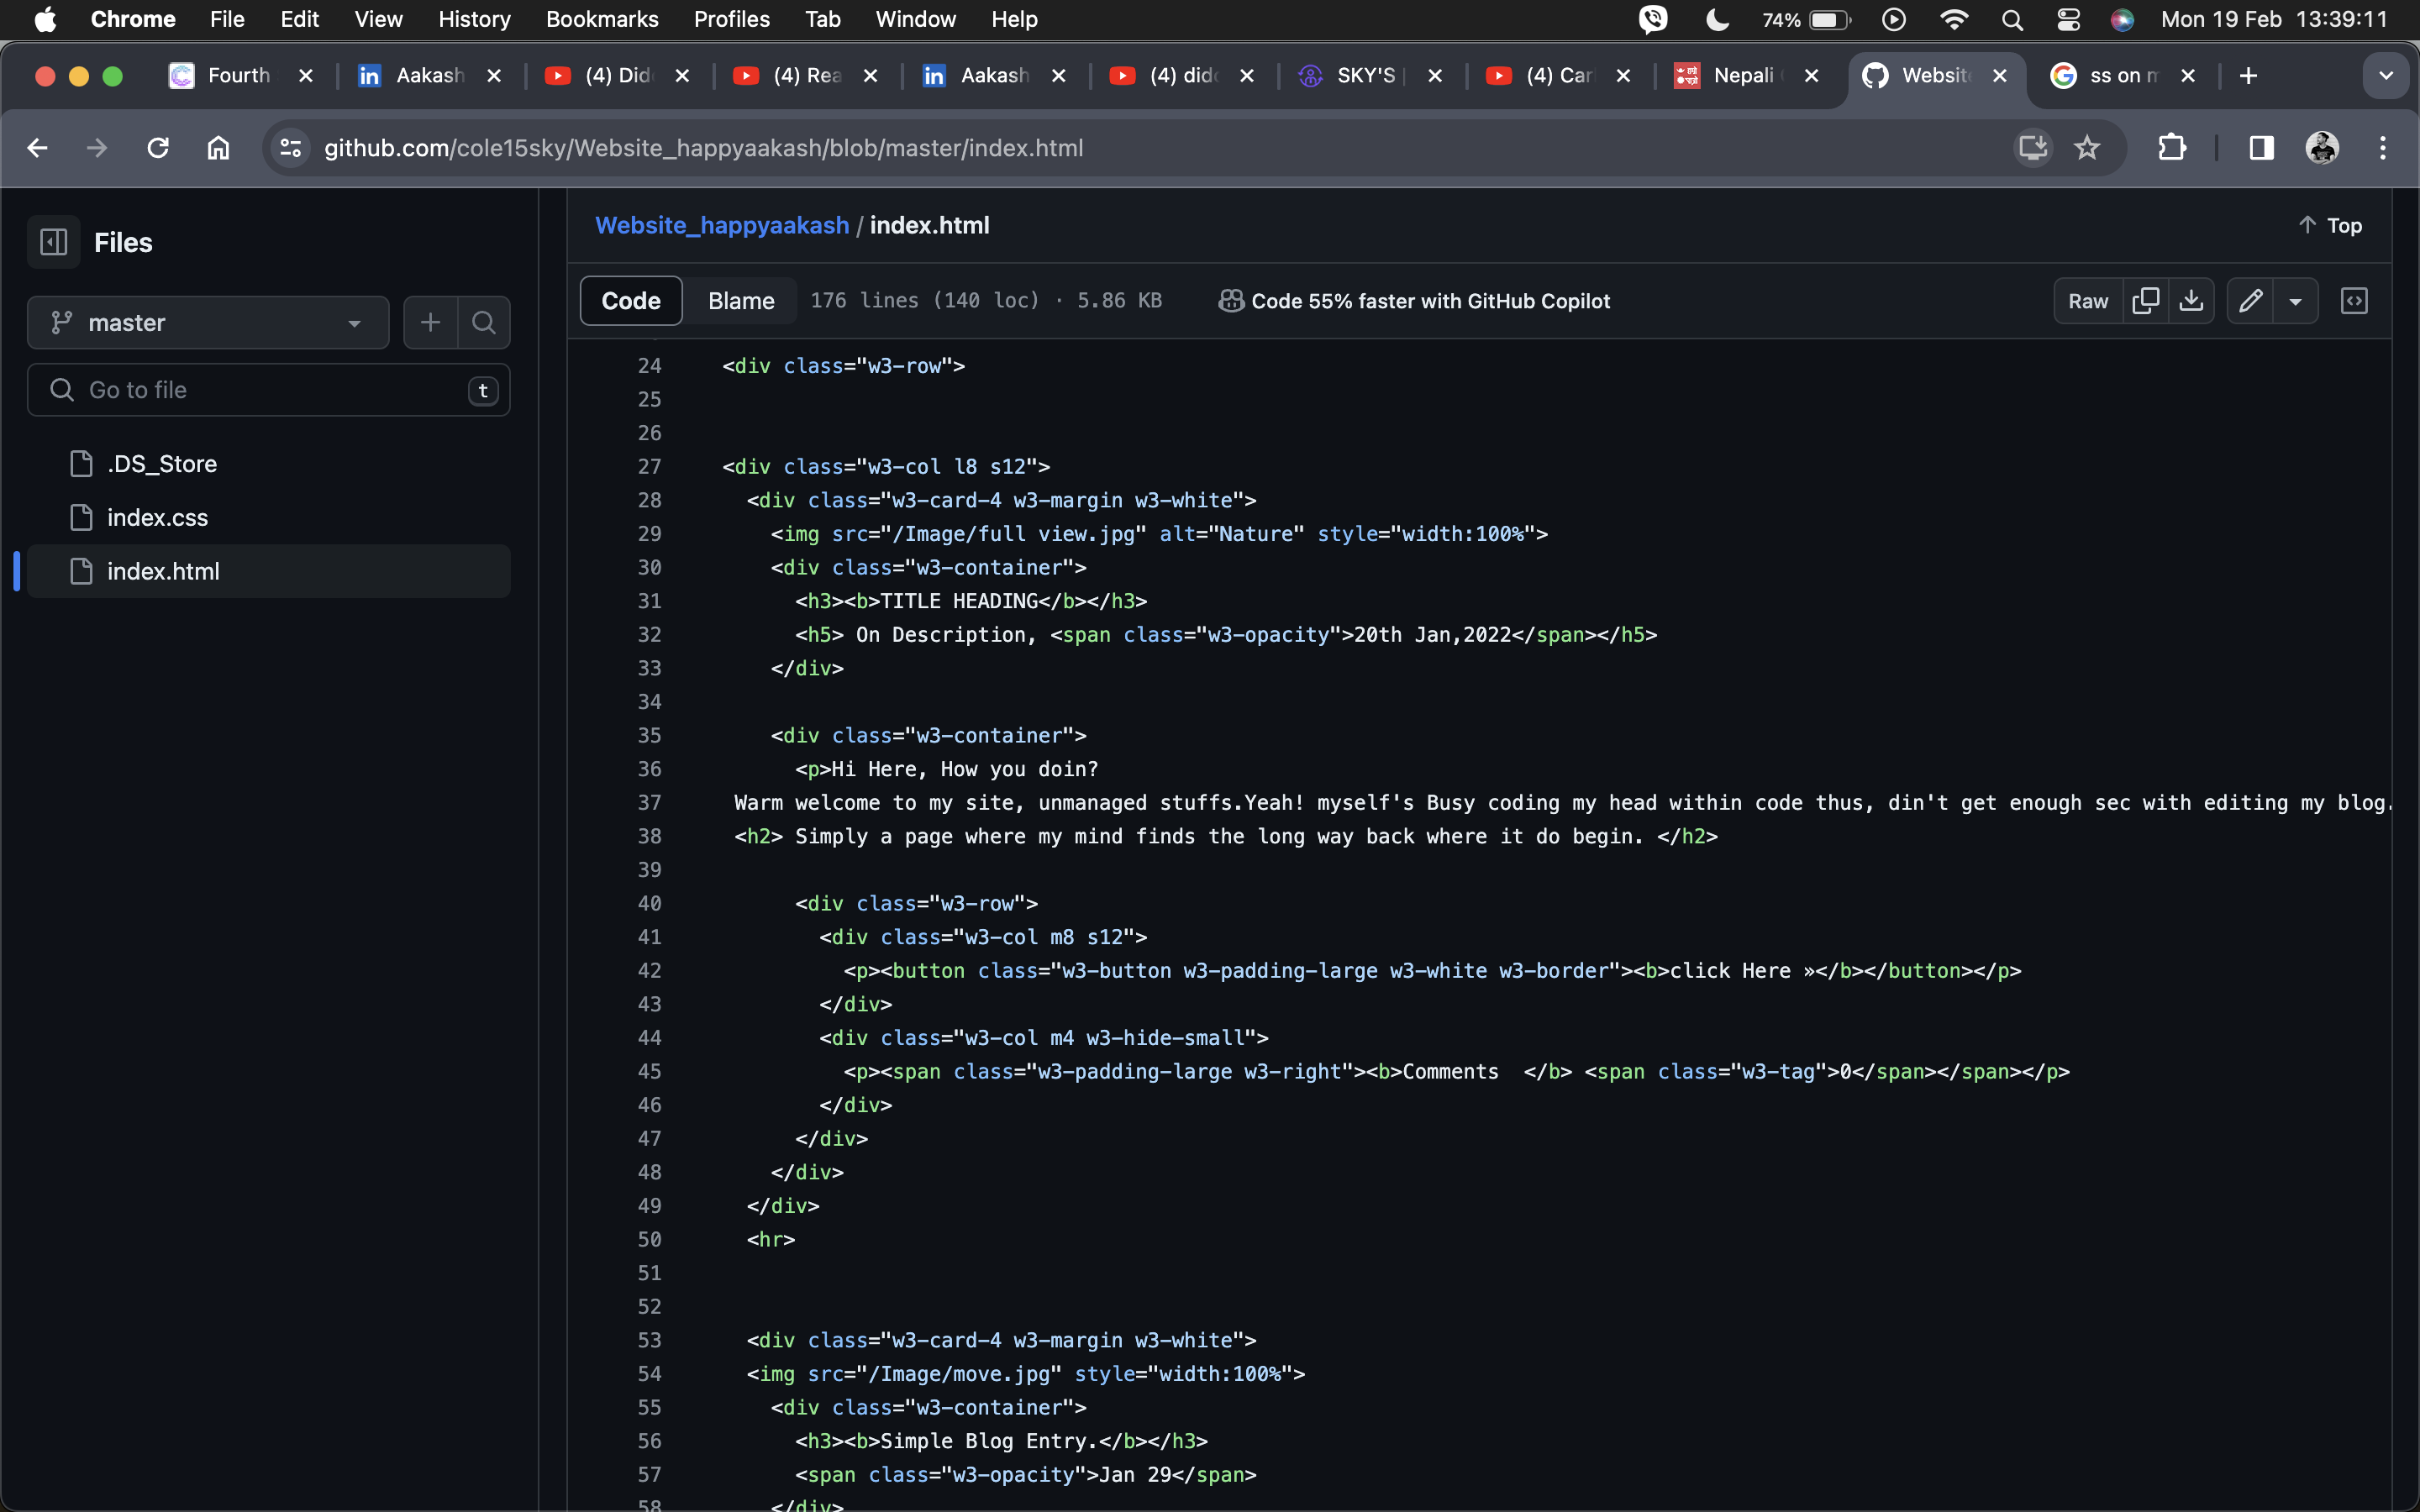 Chrome File Edit View History Bookmarks Profiles Tab Window Help 74% Mon 19 Feb 13:39:11
Fourth Aakash (4) Did (4) Rea Aakash (4) did SKY'S (4) Car Nepali Website ss on m
github.com/cole15sky/Website_happyaakash/blob/master/index.html
Files
master
Go to file t
.DS_Store
index.css
index.html
Website_happyaakash / index.html Top
Code Blame 176 lines (140 loc) · 5.86 KB Code 55% faster with GitHub Copilot Raw
24 <div class="w3-row">
25
26
27 <div class="w3-col l8 s12">
28 <div class="w3-card-4 w3-margin w3-white">
29 <img src="/Image/full view.jpg" alt="Nature" style="width:100%">
30 <div class="w3-container">
31 <h3><b>TITLE HEADING</b></h3>
32 <h5> On Description, <span class="w3-opacity">20th Jan,2022</span></h5>
33 </div>
34
35 <div class="w3-container">
36 <p>Hi Here, How you doin?
37 Warm welcome to my site, unmanaged stuffs.Yeah! myself's Busy coding my head within code thus, din't get enough sec with editing my blog.
38 <h2> Simply a page where my mind finds the long way back where it do begin. </h2>
39
40 <div class="w3-row">
41 <div class="w3-col m8 s12">
42 <p><button class="w3-button w3-padding-large w3-white w3-border"><b>click Here »</b></button></p>
43 </div>
44 <div class="w3-col m4 w3-hide-small">
45 <p><span class="w3-padding-large w3-right"><b>Comments  </b> <span class="w3-tag">0</span></span></p>
46 </div>
47 </div>
48 </div>
49 </div>
50 <hr>
51
52
53 <div class="w3-card-4 w3-margin w3-white">
54 <img src="/Image/move.jpg" style="width:100%">
55 <div class="w3-container">
56 <h3><b>Simple Blog Entry.</b></h3>
57 <span class="w3-opacity">Jan 29</span>
58 </div>